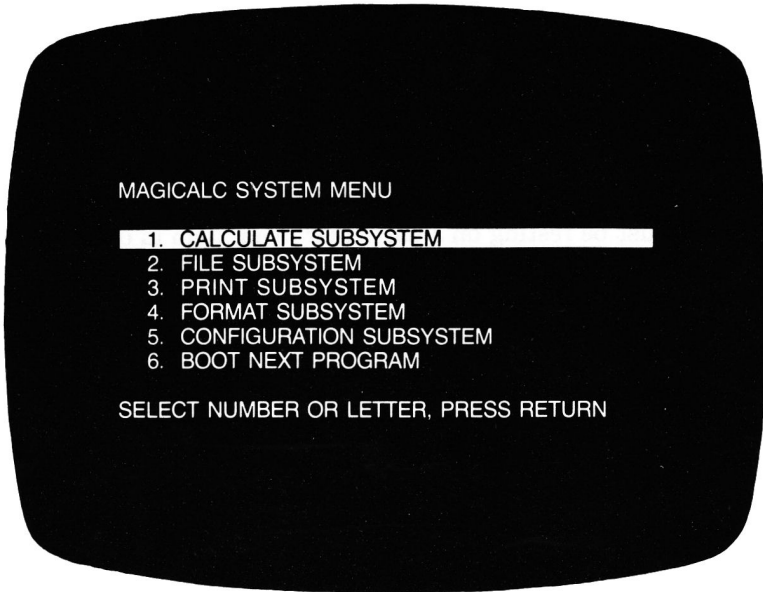 MAGICALC SYSTEM MENU
1. CALCULATE SUBSYSTEM
2. FILE SUBSYSTEM
3. PRINT SUBSYSTEM
4. FORMAT SUBSYSTEM
5. CONFIGURATION SUBSYSTEM
6. BOOT NEXT PROGRAM
SELECT NUMBER OR LETTER, PRESS RETURN